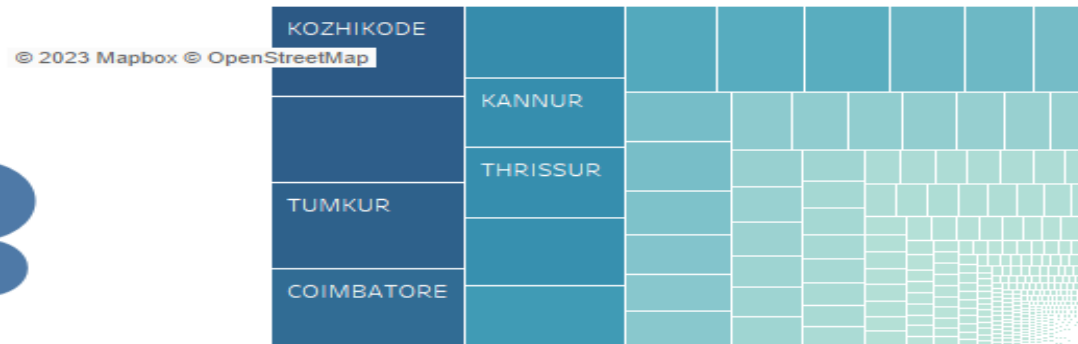 KOZHIKODE
© 2023 Mapbox © OpenStreetMap
KANNUR
THRISSUR
TUMKUR
COIMBATORE